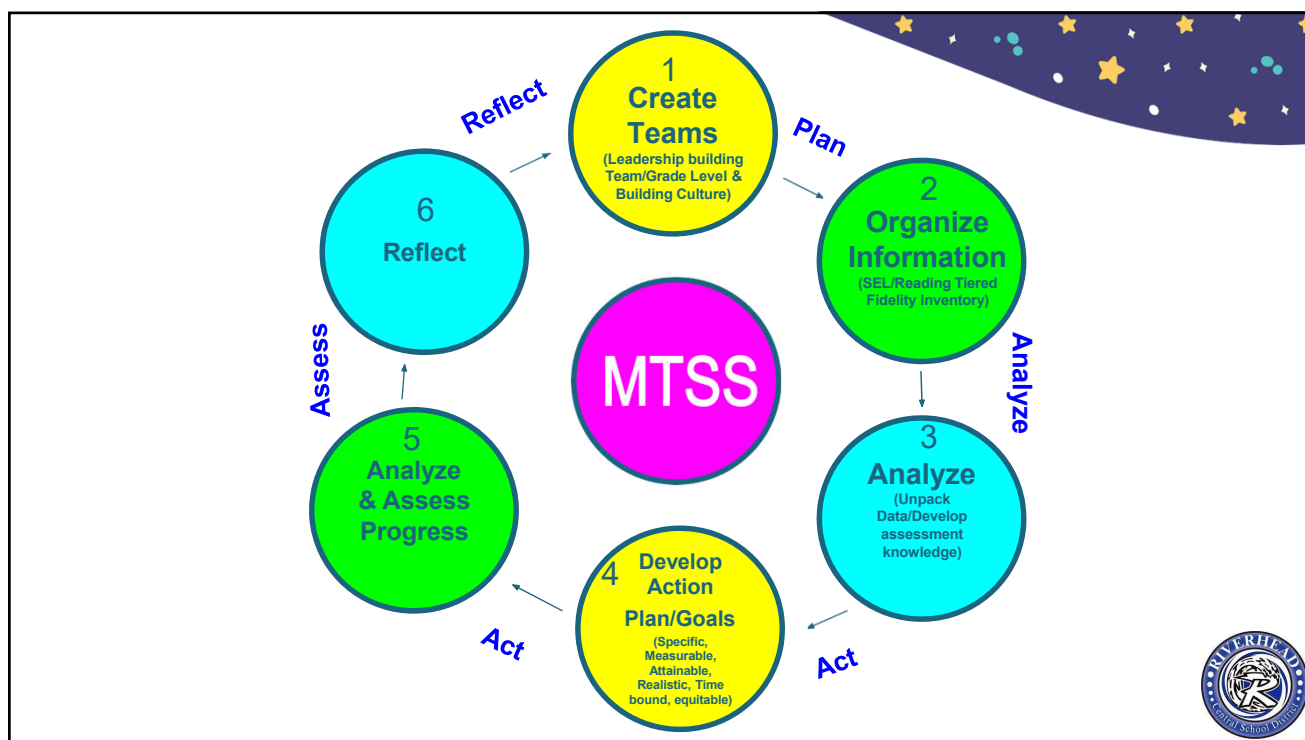 1
Create
Teams
(Leadership building
Team/Grade Level &
Building Culture)
Plan
2
Organize
Information
(SEL/Reading Tiered
Fidelity Inventory)
Analyze
3
Analyze
(Unpack
Data/Develop
assessment
knowledge)
Act
4
Develop
Action
Plan/Goals
(Specific,
Measurable,
Attainable,
Realistic, Time
bound, equitable)
Act
5
Analyze
& Assess
Progress
Assess
6
Reflect
Reflect
MTSS
RIVERHEAD
R
Central School District